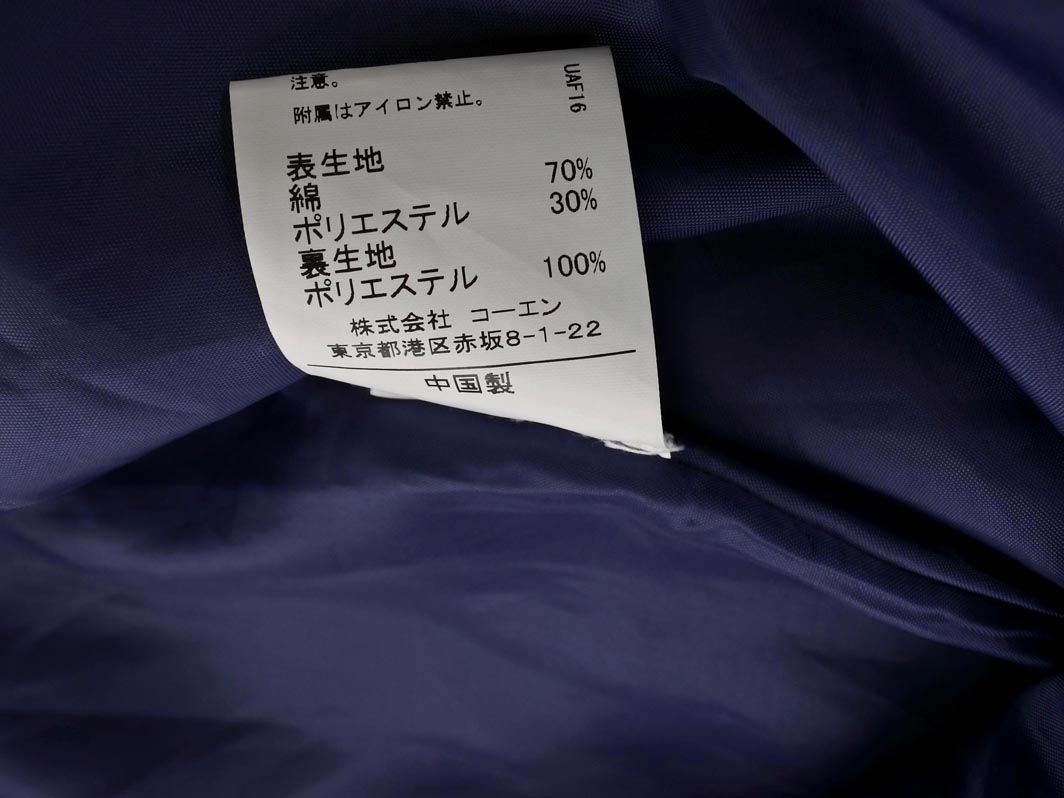 注意。
附属はアイロン禁止。
UAF16
表生地
綿 70%
ポリエステル 30%
裏生地
ポリエステル 100%
株式会社 コーエン
東京都港区赤坂8-1-22
中国製